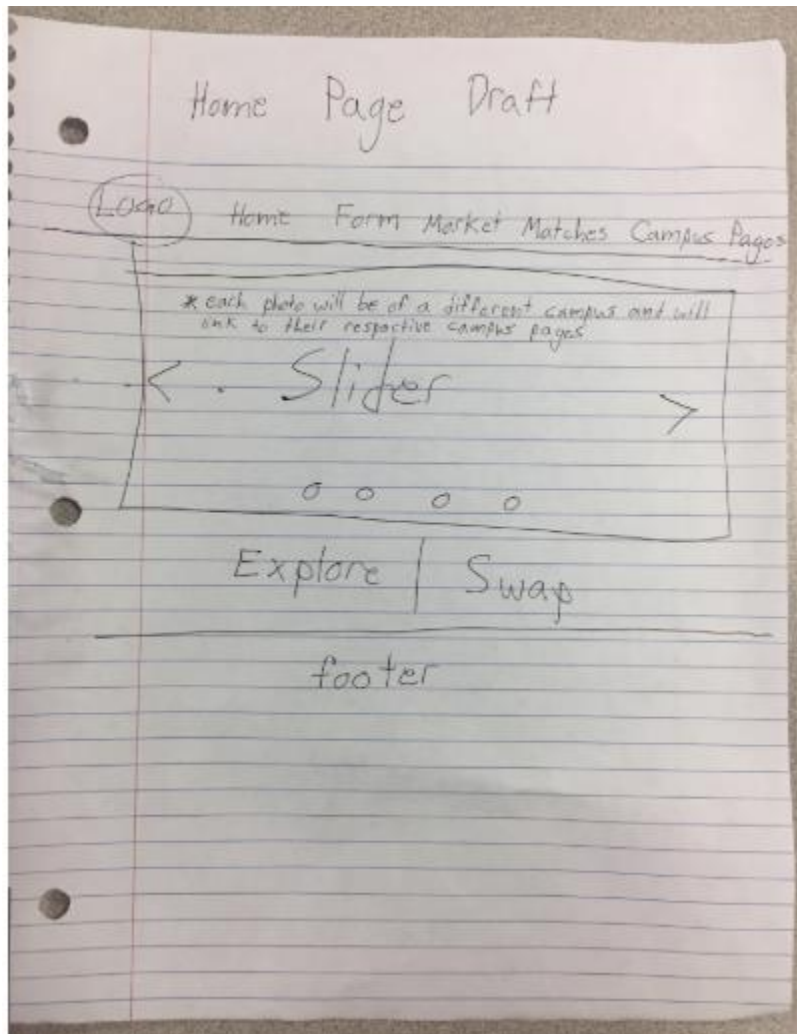 Home Page Draft
Logo Home Form Market Matches Campus Pages
* each photo will be of a different campus and will
link to their respective campus pages
< Slider >
Explore | Swap
footer